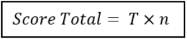 Score Total = T × n